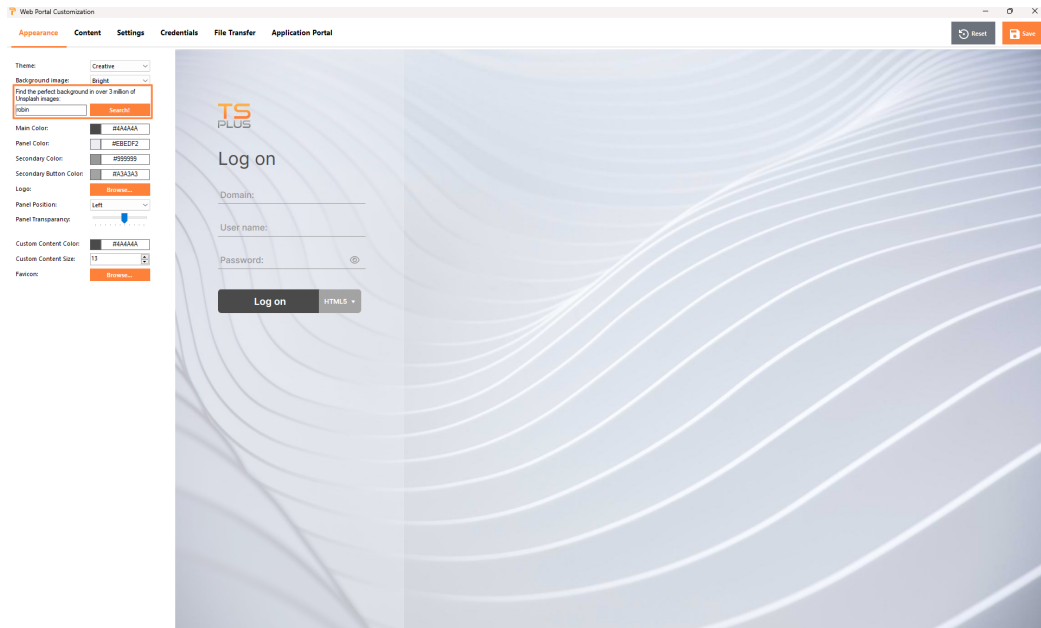 Web Portal Customization
Appearance Content Settings Credentials File Transfer Application Portal Reset Save
Theme: Creative
Background image: Bright
Find the perfect background in over 3 million of
Unsplash images:
robin Search!
Main Color: #4A4A4A
Panel Color: #EBEDF2
Secondary Color: #999999
Secondary Button Color: #A3A3A3
Logo: Browse...
Panel Position: Left
Panel Transparancy:
Custom Content Color: #4A4A4A
Custom Content Size: 13
Favicon: Browse...
TS
PLUS
Log on
Domain:
User name:
Password:
Log on HTML5